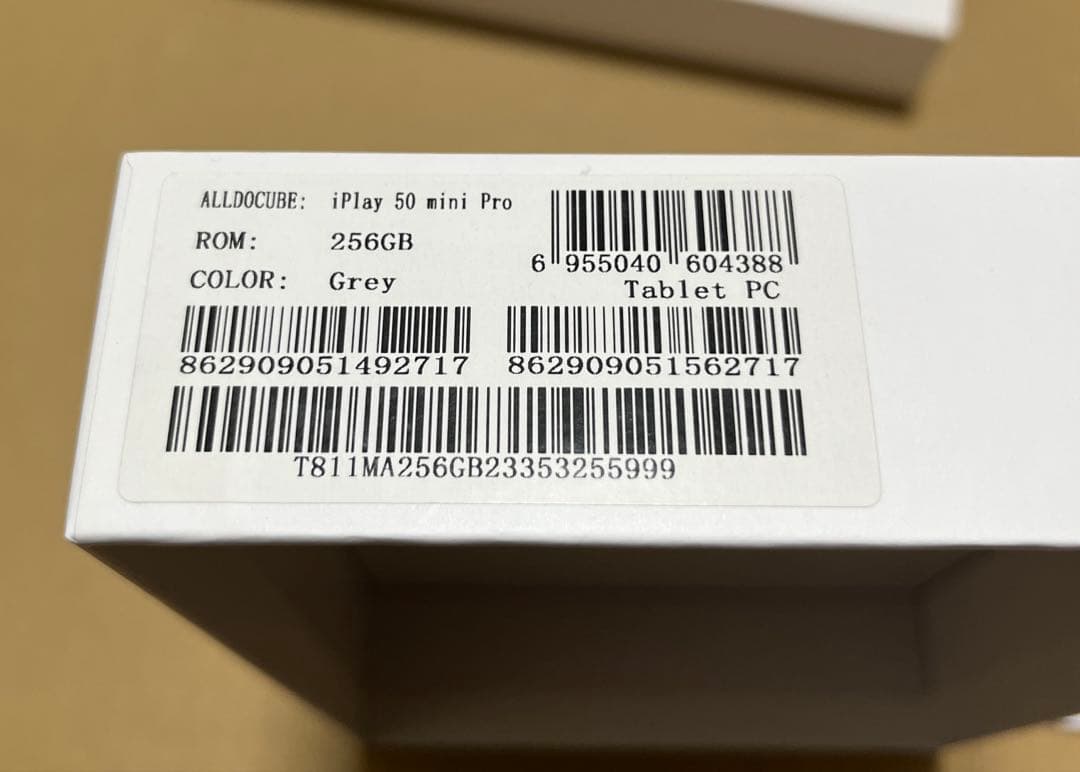 ALLDOCUBE: iPlay 50 mini Pro
ROM: 256GB
COLOR: Grey
6 955040 604388
Tablet PC
862909051492717 862909051562717
T811MA256GB23353255999